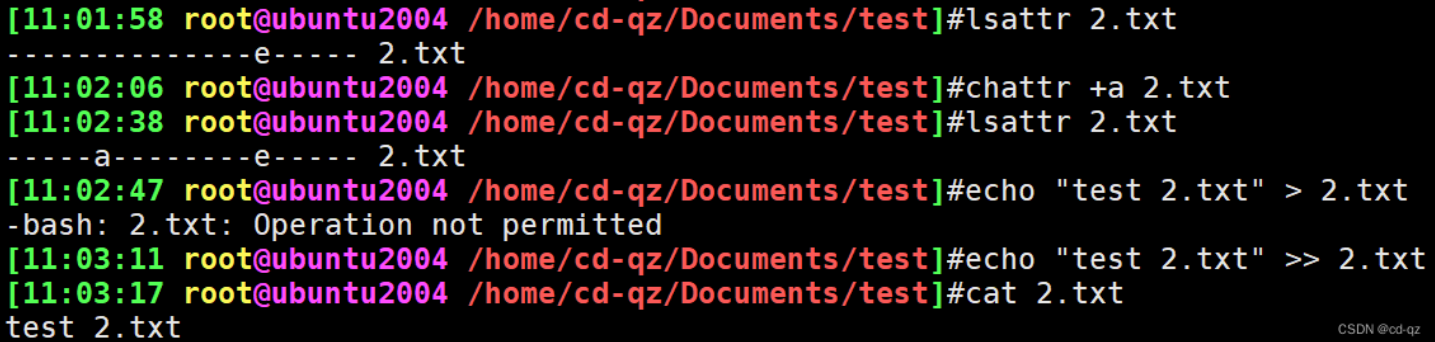 [11:01:58 root@ubuntu2004 /home/cd-qz/Documents/test]#lsattr 2.txt
--------------e----- 2.txt
[11:02:06 root@ubuntu2004 /home/cd-qz/Documents/test]#chattr +a 2.txt
[11:02:38 root@ubuntu2004 /home/cd-qz/Documents/test]#lsattr 2.txt
-----a--------e----- 2.txt
[11:02:47 root@ubuntu2004 /home/cd-qz/Documents/test]#echo "test 2.txt" > 2.txt
-bash: 2.txt: Operation not permitted
[11:03:11 root@ubuntu2004 /home/cd-qz/Documents/test]#echo "test 2.txt" >> 2.txt
[11:03:17 root@ubuntu2004 /home/cd-qz/Documents/test]#cat 2.txt
test 2.txt
CSDN @cd-qz